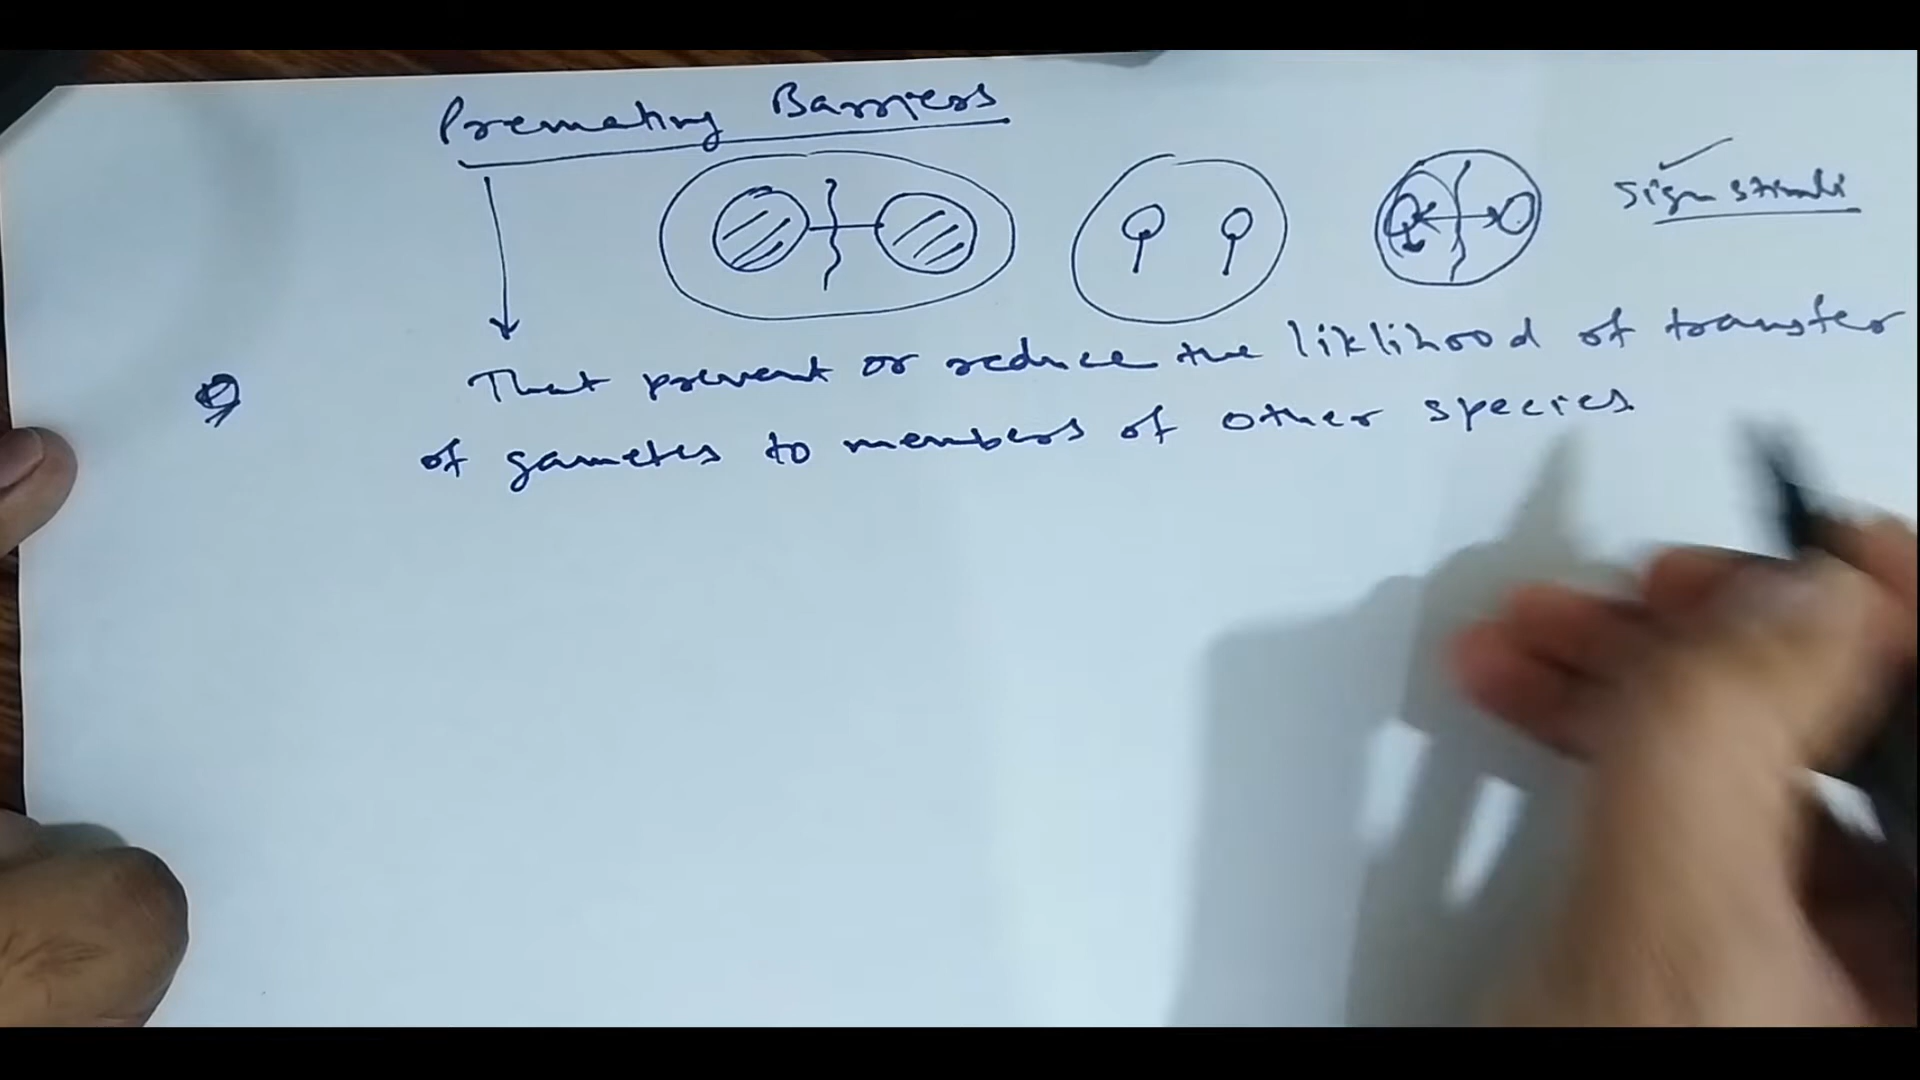 Premating Barriers
Sign stimuli
That prevent or reduce the liklihood of transfer
of gametes to members of other species